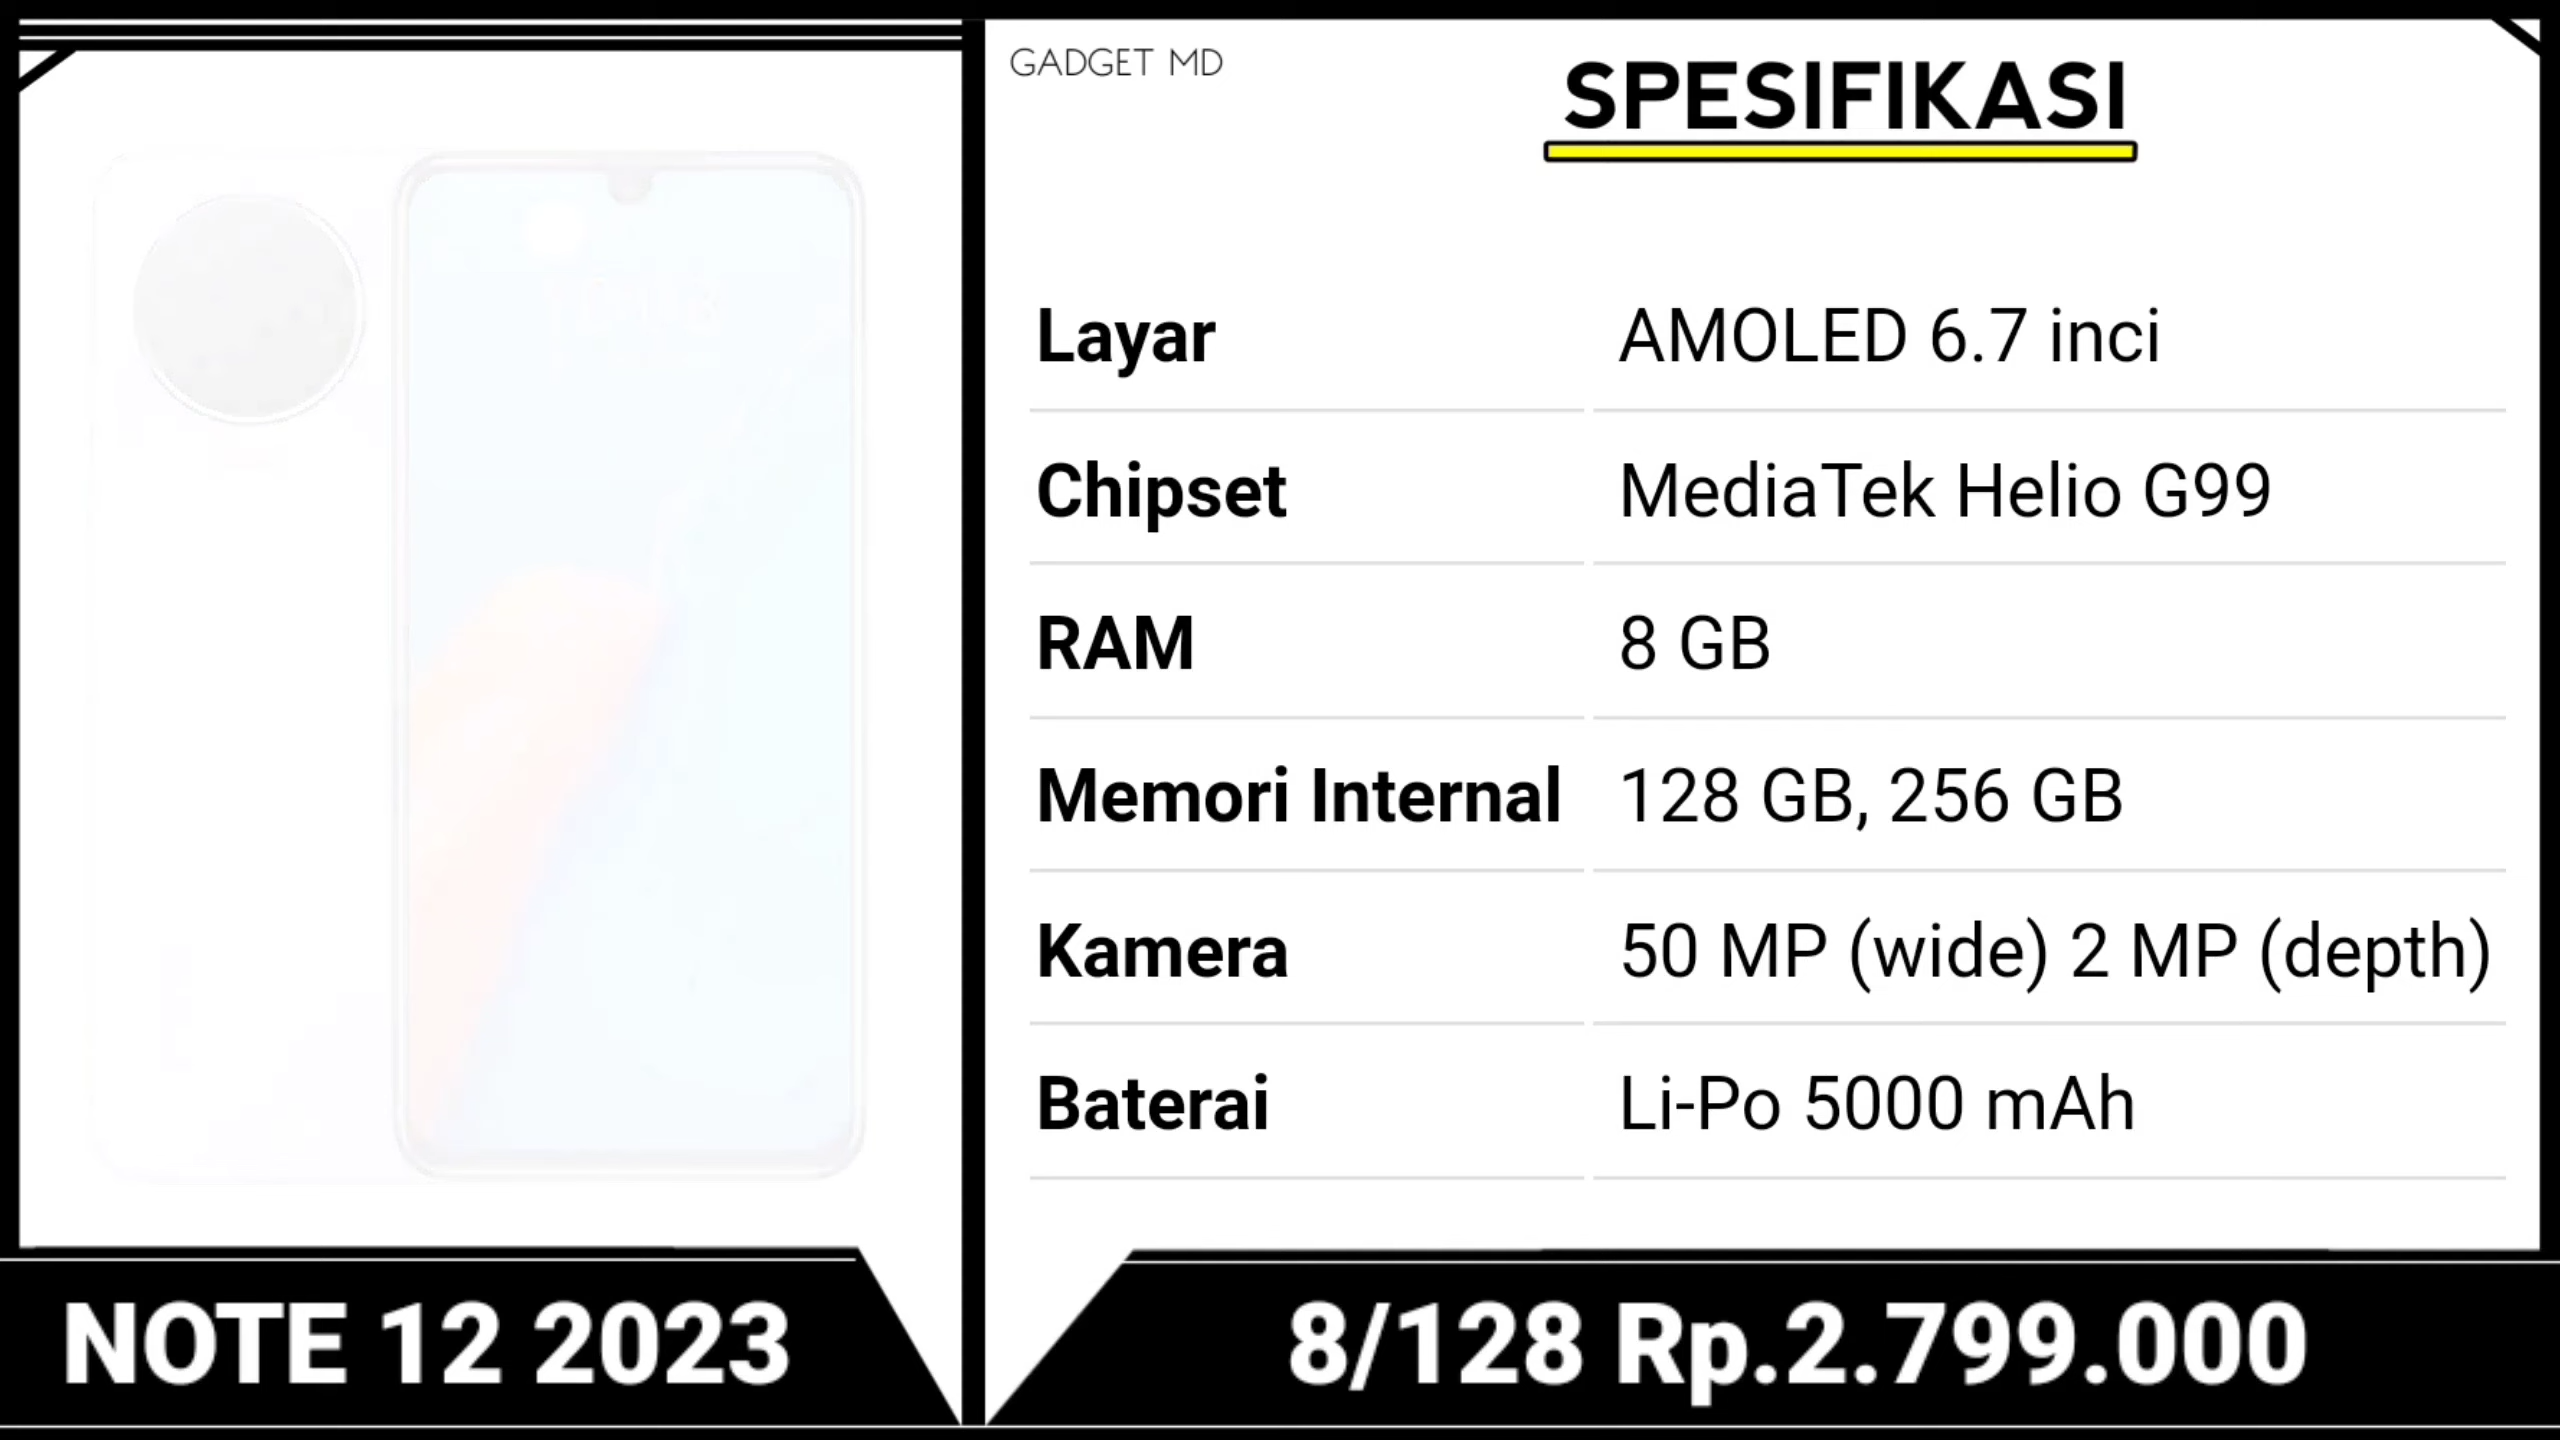 GADGET MD
SPESIFIKASI
Layar AMOLED 6.7 inci
Chipset MediaTek Helio G99
RAM 8 GB
Memori Internal 128 GB, 256 GB
Kamera 50 MP (wide) 2 MP (depth)
Baterai Li-Po 5000 mAh
NOTE 12 2023
8/128 Rp.2.799.000